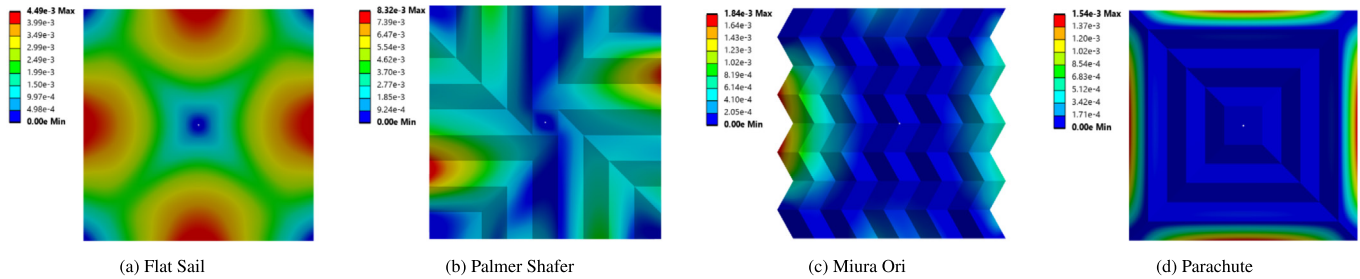 4.49e-3 Max
3.99e-3
3.49e-3
2.99e-3
2.49e-3
1.99e-3
1.50e-3
9.97e-4
4.98e-4
0.00e Min
(a) Flat Sail
8.32e-3 Max
7.39e-3
6.47e-3
5.54e-3
4.62e-3
3.70e-3
2.77e-3
1.85e-3
9.24e-4
0.00e Min
(b) Palmer Shafer
1.84e-3 Max
1.64e-3
1.43e-3
1.23e-3
1.02e-3
8.19e-4
6.14e-4
4.10e-4
2.05e-4
0.00e Min
(c) Miura Ori
1.54e-3 Max
1.37e-3
1.20e-3
1.02e-3
8.54e-4
6.83e-4
5.12e-4
3.42e-4
1.71e-4
0.00e Min
(d) Parachute